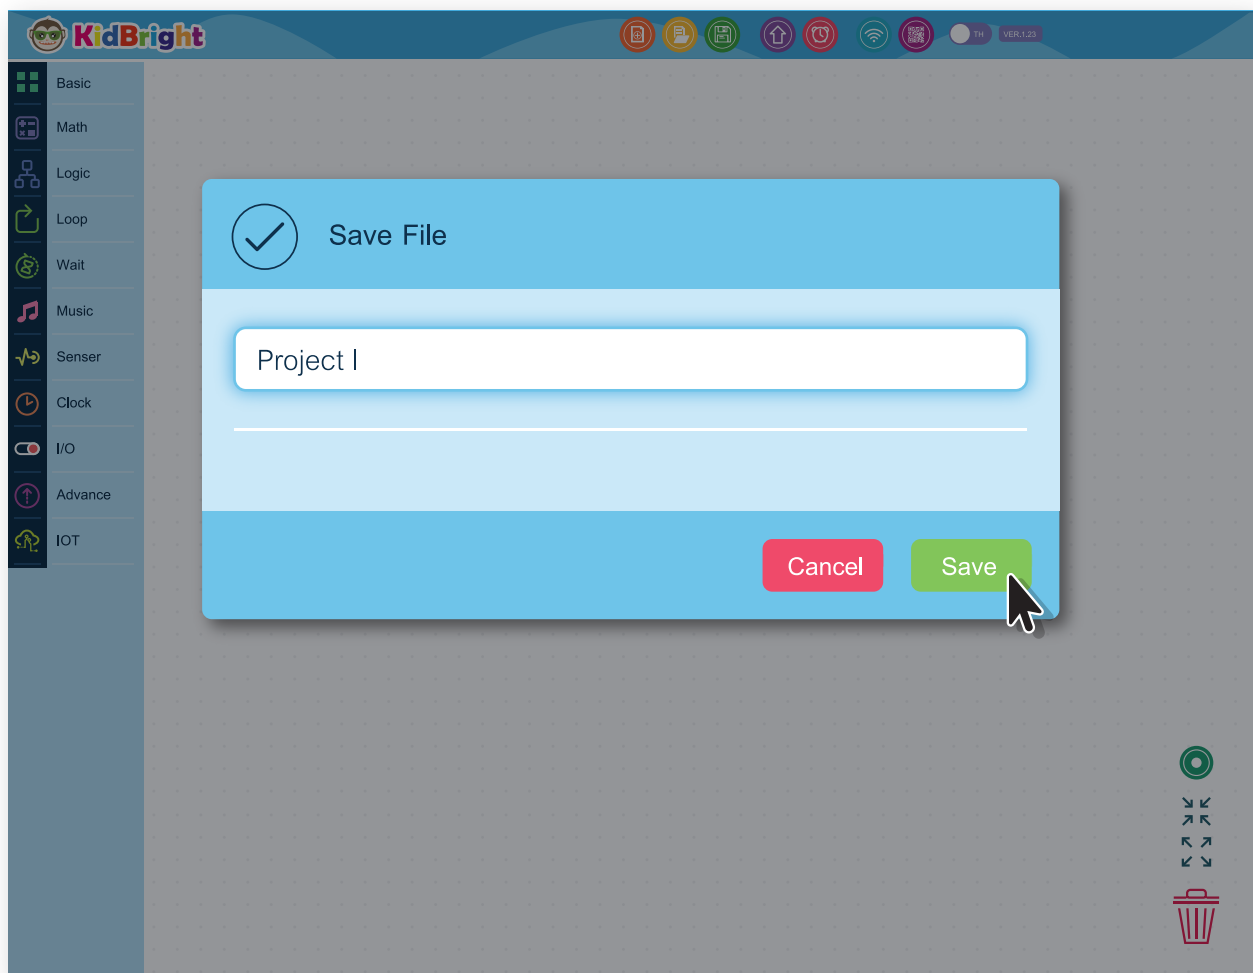 KidBright
TH
VER.1.23
Basic
Math
Logic
Loop
Wait
Music
Senser
Clock
I/O
Advance
IOT
Save File
Project I
Cancel
Save